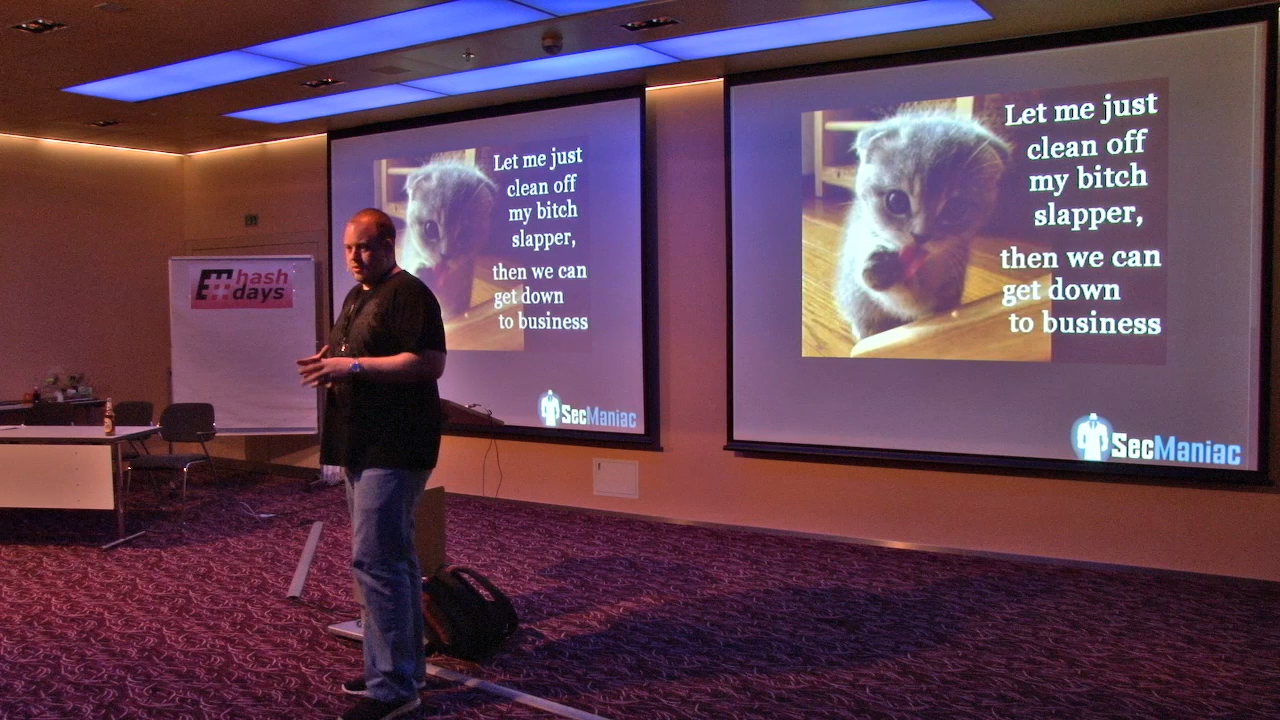 hash
days
Let me just
clean off
my bitch
slapper,
then we can
get down
to business
SecManiac
Let me just
clean off
my bitch
slapper,
then we can
get down
to business
SecManiac